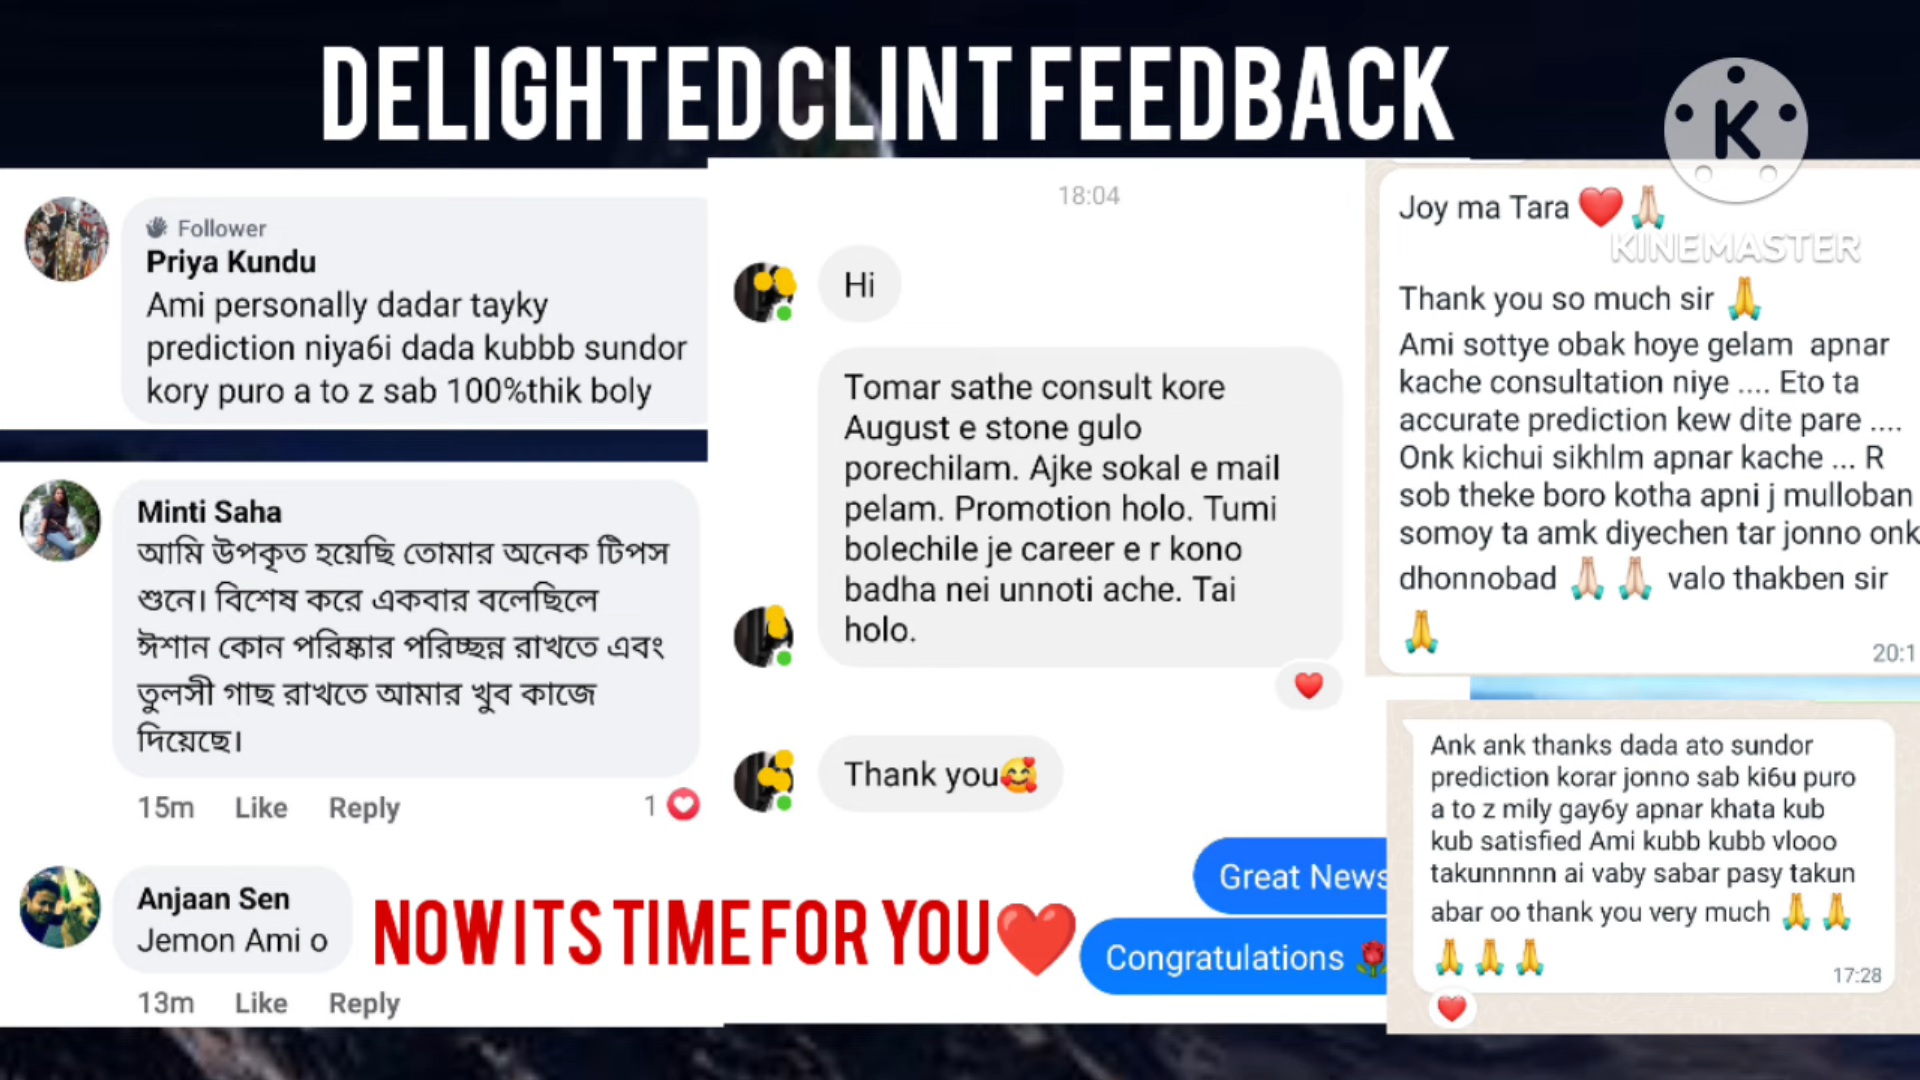 DELIGHTED CLINT FEEDBACK
K
KINEMASTER
Follower
Priya Kundu
Ami personally dadar tayky
prediction niya6i dada kubbb sundor
kory puro a to z sab 100%thik boly
Minti Saha
আমি উপকৃত হয়েছি তোমার অনেক টিপস
শুনে। বিশেষ করে একবার বলেছিলে
ঈশান কোন পরিষ্কার পরিচ্ছন্ন রাখতে এবং
তুলসী গাছ রাখতে আমার খুব কাজে
দিয়েছে।
15m Like Reply 1
Anjaan Sen
Jemon Ami o
13m Like Reply
NOW ITS TIME FOR YOU❤️
18:04
Hi
Tomar sathe consult kore
August e stone gulo
porechilam. Ajke sokal e mail
pelam. Promotion holo. Tumi
bolechile je career e r kono
badha nei unnoti ache. Tai
holo.
❤️
Thank you🥰
Great News
Congratulations 🌹
Joy ma Tara ❤️🙏🏻
Thank you so much sir 🙏
Ami sottye obak hoye gelam apnar
kache consultation niye .... Eto ta
accurate prediction kew dite pare ....
Onk kichui sikhlm apnar kache ... R
sob theke boro kotha apni j mulloban
somoy ta amk diyechen tar jonno onk
dhonnobad 🙏🏻 🙏🏻 valo thakben sir
🙏
20:1
Ank ank thanks dada ato sundor
prediction korar jonno sab ki6u puro
a to z mily gay6y apnar khata kub
kub satisfied Ami kubb kubb vlooo
takunnnnn ai vaby sabar pasy takun
abar oo thank you very much 🙏 🙏
🙏 🙏 🙏
17:28
❤️